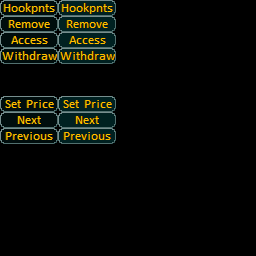 Hookpnts Hookpnts
Remove Remove
Access Access
Withdraw Withdraw
Set Price Set Price
Next Next
Previous Previous